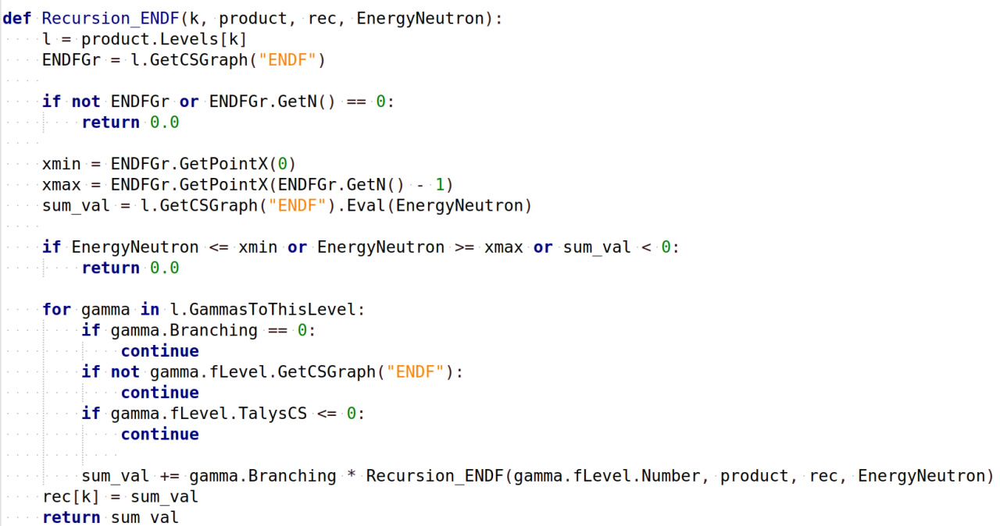 def Recursion_ENDF(k, product, rec, EnergyNeutron):
    l = product.Levels[k]
    ENDFGr = l.GetCSGraph("ENDF")
    if not ENDFGr or ENDFGr.GetN() == 0:
        return 0.0
    xmin = ENDFGr.GetPointX(0)
    xmax = ENDFGr.GetPointX(ENDFGr.GetN() - 1)
    sum_val = l.GetCSGraph("ENDF").Eval(EnergyNeutron)
    if EnergyNeutron <= xmin or EnergyNeutron >= xmax or sum_val < 0:
        return 0.0
    for gamma in l.GammasToThisLevel:
        if gamma.Branching == 0:
            continue
        if not gamma.fLevel.GetCSGraph("ENDF"):
            continue
        if gamma.fLevel.TalysCS <= 0:
            continue
        sum_val += gamma.Branching * Recursion_ENDF(gamma.fLevel.Number, product, rec, EnergyNeutron)
    rec[k] = sum_val
    return sum_val